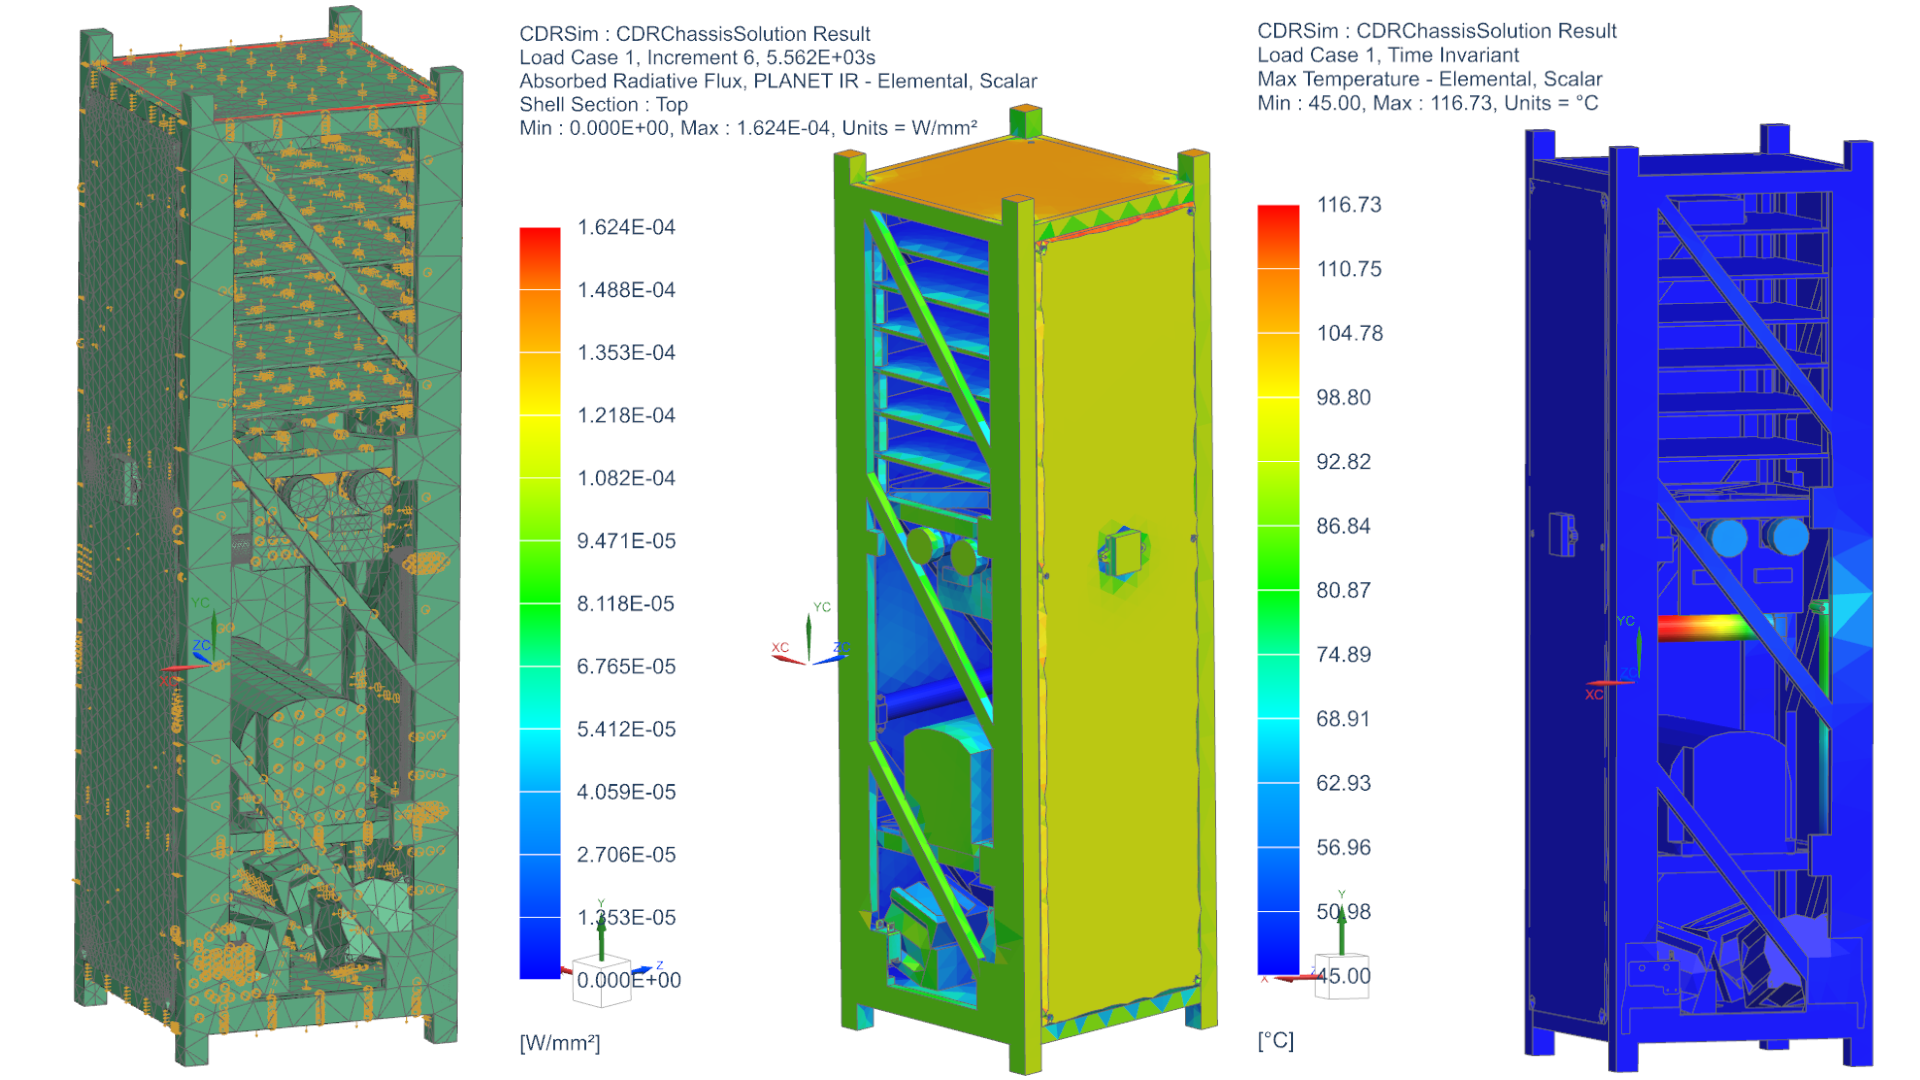 CDRSim : CDRChassisSolution Result
Load Case 1, Increment 6, 5.562E+03s
Absorbed Radiative Flux, PLANET IR - Elemental, Scalar
Shell Section : Top
Min : 0.000E+00, Max : 1.624E-04, Units = W/mm²
1.624E-04
1.488E-04
1.353E-04
1.218E-04
1.082E-04
9.471E-05
8.118E-05
6.765E-05
5.412E-05
4.059E-05
2.706E-05
1.353E-05
0.000E+00
[W/mm²]
CDRSim : CDRChassisSolution Result
Load Case 1, Time Invariant
Max Temperature - Elemental, Scalar
Min : 45.00, Max : 116.73, Units = °C
116.73
110.75
104.78
98.80
92.82
86.84
80.87
74.89
68.91
62.93
56.96
50.98
45.00
[°C]
YC
ZC
XC
YC
XC
ZC
YC
ZC
XC
Y
Z
Y
X